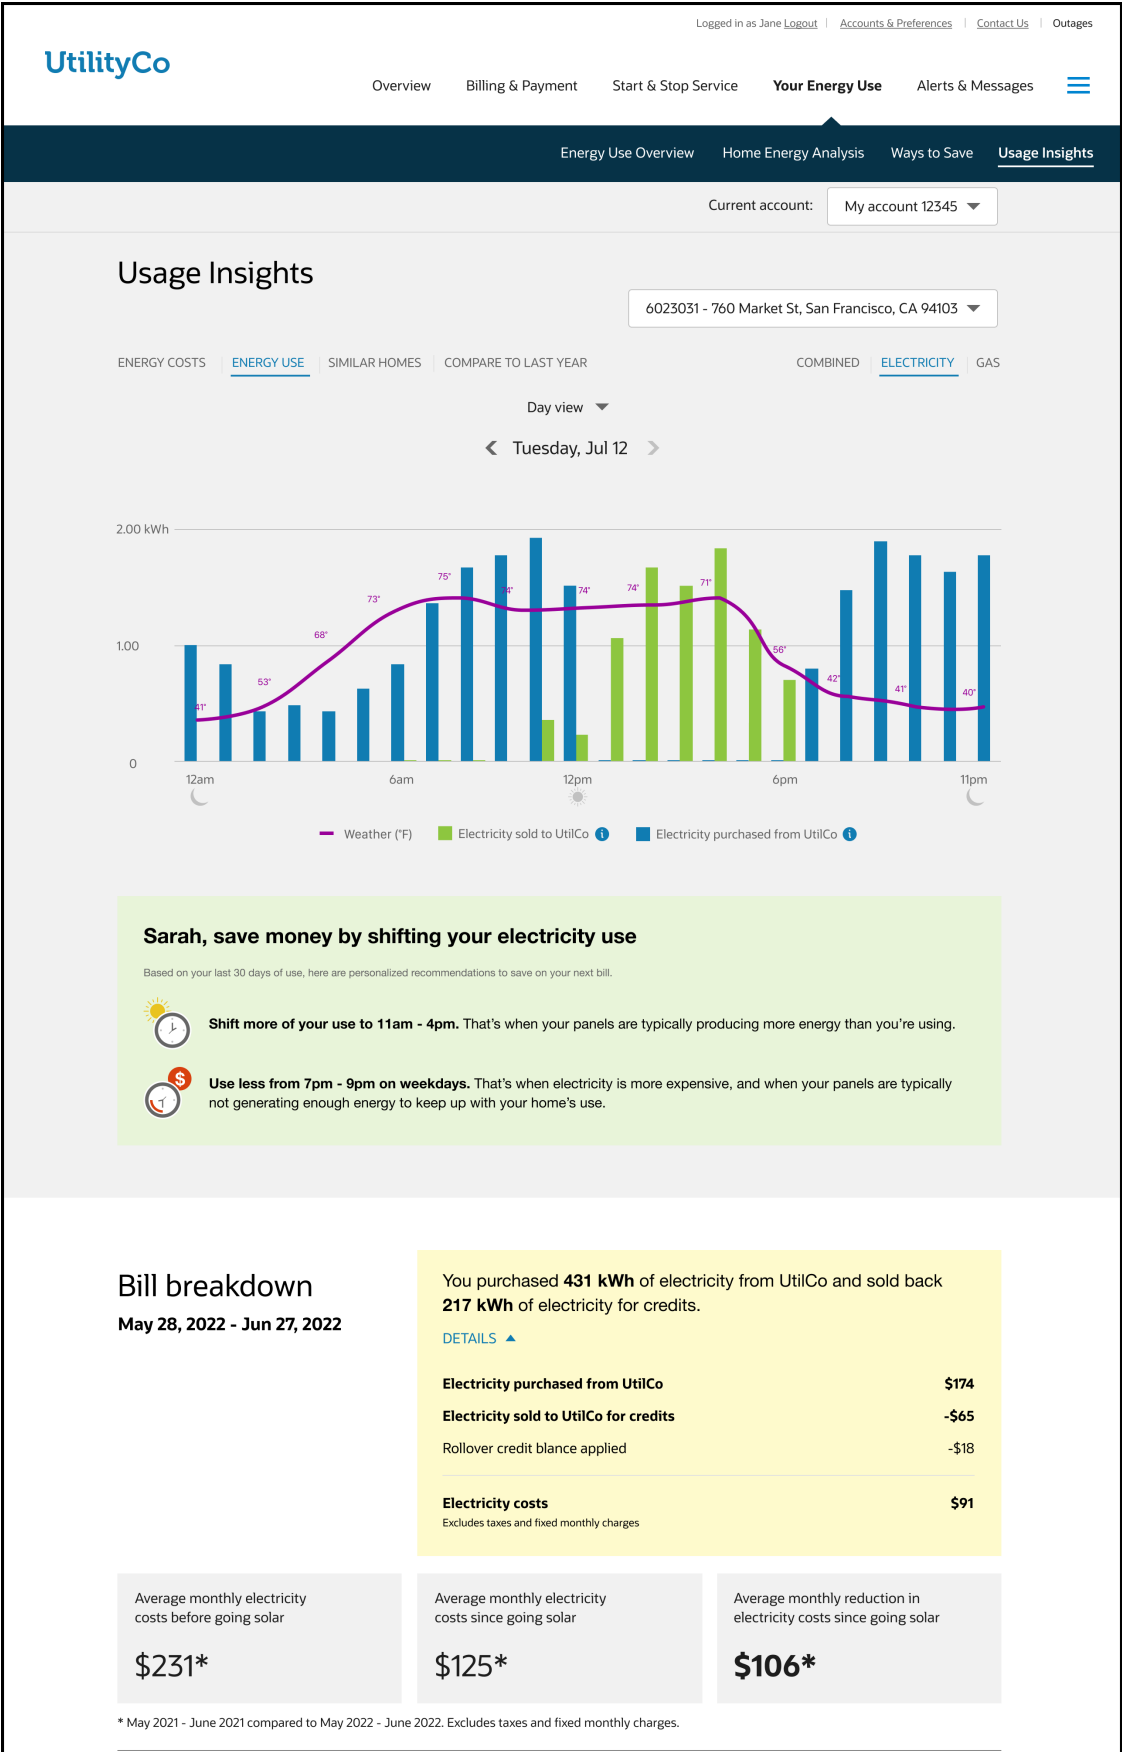 Logged in as Jane Logout | Accounts & Preferences | Contact Us | Outages
UtilityCo
Overview Billing & Payment Start & Stop Service Your Energy Use Alerts & Messages
Energy Use Overview Home Energy Analysis Ways to Save Usage Insights
Current account: My account 12345
Usage Insights
6023031 - 760 Market St, San Francisco, CA 94103
ENERGY COSTS ENERGY USE SIMILAR HOMES COMPARE TO LAST YEAR COMBINED ELECTRICITY GAS
Day view
Tuesday, Jul 12
2.00 kWh
75° 74° 74° 74° 71°
73°
1.00
68°
56°
53°
42°
41° 40°
41°
0
12am 6am 12pm 6pm 11pm
Weather (°F) Electricity sold to UtilCo i Electricity purchased from UtilCo i
Sarah, save money by shifting your electricity use
Based on your last 30 days of use, here are personalized recommendations to save on your next bill.
Shift more of your use to 11am - 4pm. That's when your panels are typically producing more energy than you're using.
$
Use less from 7pm - 9pm on weekdays. That's when electricity is more expensive, and when your panels are typically
not generating enough energy to keep up with your home's use.
Bill breakdown
May 28, 2022 - Jun 27, 2022
You purchased 431 kWh of electricity from UtilCo and sold back
217 kWh of electricity for credits.
DETAILS
Electricity purchased from UtilCo $174
Electricity sold to UtilCo for credits -$65
Rollover credit blance applied -$18
Electricity costs $91
Excludes taxes and fixed monthly charges
Average monthly electricity
costs before going solar
$231*
Average monthly electricity
costs since going solar
$125*
Average monthly reduction in
electricity costs since going solar
$106*
* May 2021 - June 2021 compared to May 2022 - June 2022. Excludes taxes and fixed monthly charges.